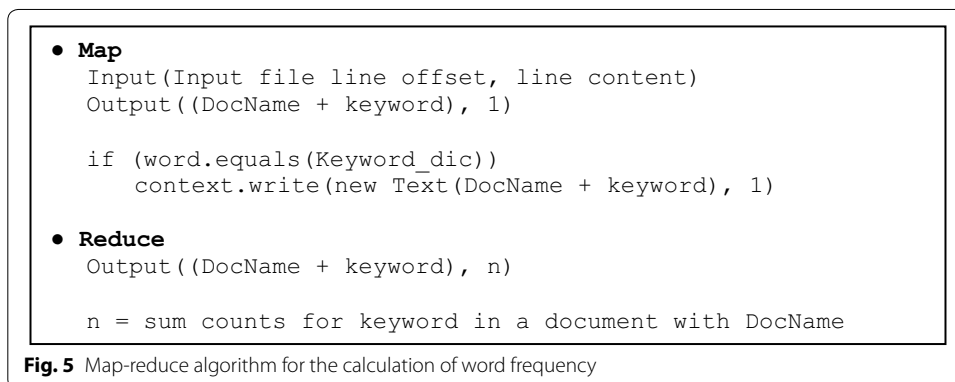 ● Map
Input(Input file line offset, line content)
Output((DocName + keyword), 1)
if (word.equals(Keyword_dic))
context.write(new Text(DocName + keyword), 1)
● Reduce
Output((DocName + keyword), n)
n = sum counts for keyword in a document with DocName
Fig. 5 Map-reduce algorithm for the calculation of word frequency